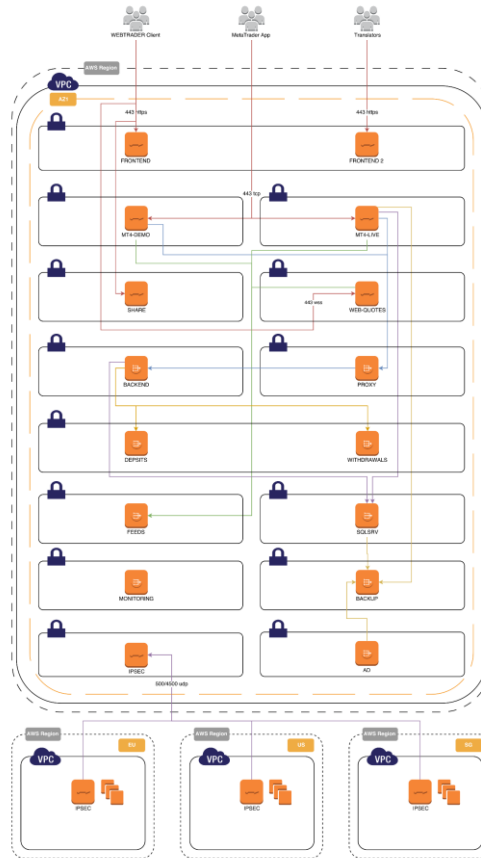 WEBTRADER Client
MetaTrader App
Translators
AWS Region
VPC
AZ1
443 https
443 https
FRONTEND
FRONTEND 2
443 tcp
MT4-DEMO
MT4-LIVE
SHARE
443 wss
WEB-QUOTES
BACKEND
PROXY
DEPSITS
WITHDRAWALS
FEEDS
SQLSRV
MONITORING
BACKUP
IPSEC
AD
500/4500 udp
AWS Region
AWS Region
AWS Region
EU
US
SG
VPC
VPC
VPC
IPSEC
IPSEC
IPSEC